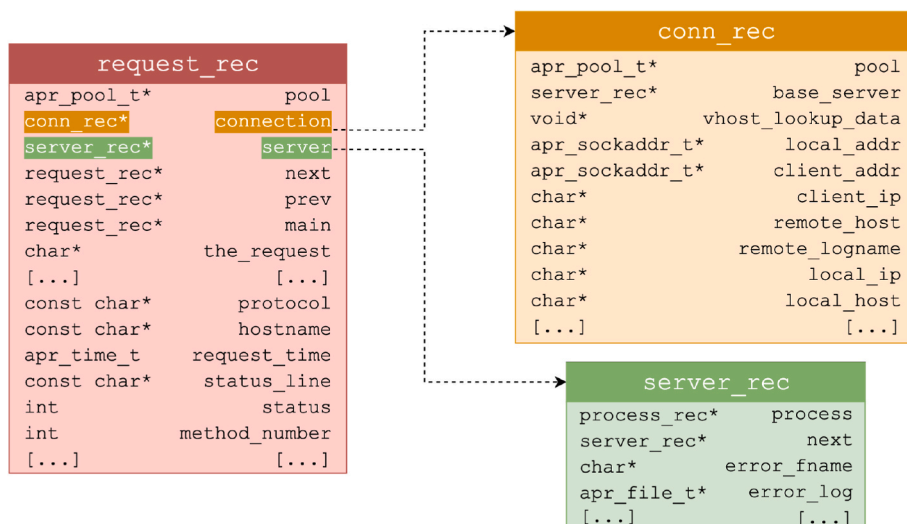 request_rec
apr_pool_t* pool
conn_rec* connection
server_rec* server
request_rec* next
request_rec* prev
request_rec* main
char* the_request
[...] [...]
const char* protocol
const char* hostname
apr_time_t request_time
const char* status_line
int status
int method_number
[...] [...]
conn_rec
apr_pool_t* pool
server_rec* base_server
void* vhost_lookup_data
apr_sockaddr_t* local_addr
apr_sockaddr_t* client_addr
char* client_ip
char* remote_host
char* remote_logname
char* local_ip
char* local_host
[...] [...]
server_rec
process_rec* process
server_rec* next
char* error_fname
apr_file_t* error_log
[...] [...]